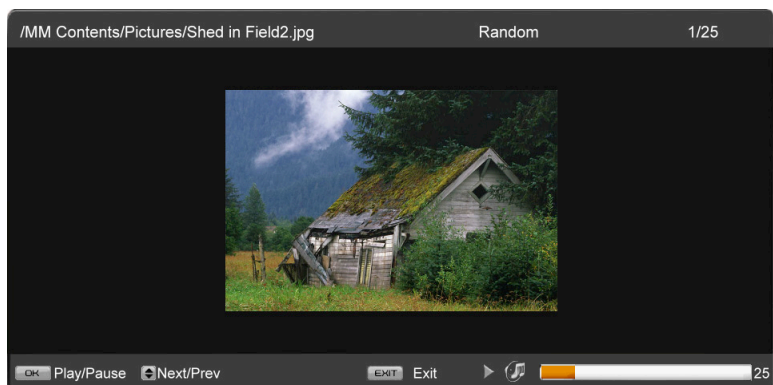 /MM Contents/Pictures/Shed in Field2.jpg Random 1/25
OK Play/Pause Next/Prev EXIT Exit 25